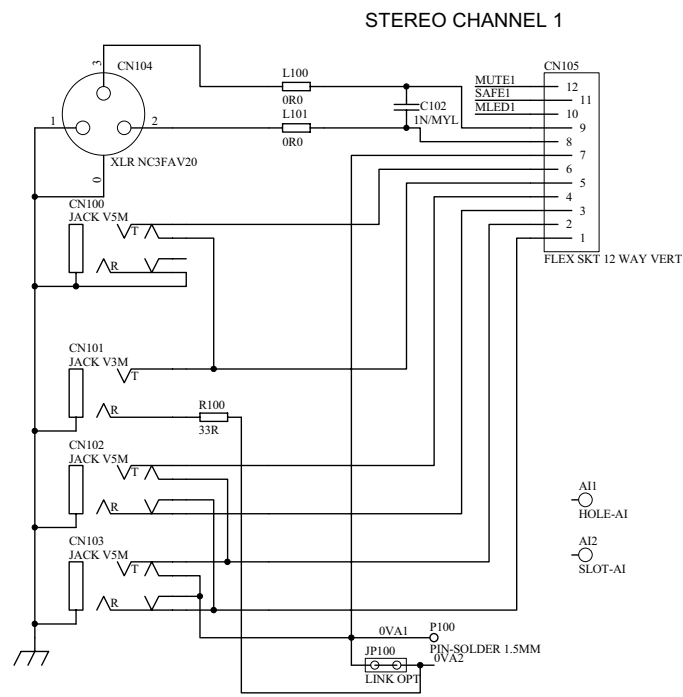 STEREO CHANNEL 1
CN104
3
1
2
0
XLR NC3FAV20
L100
0R0
L101
0R0
C102
1N/MYL
CN105
MUTE1
SAFE1
MLED1
12
11
10
9
8
7
6
5
4
3
2
1
FLEX SKT 12 WAY VERT
CN100
JACK V5M
T
R
CN101
JACK V3M
T
R
R100
33R
CN102
JACK V5M
T
R
CN103
JACK V5M
T
R
AI1
HOLE-AI
AI2
SLOT-AI
0VA1
P100
PIN-SOLDER 1.5MM
JP100
0VA2
LINK OPT